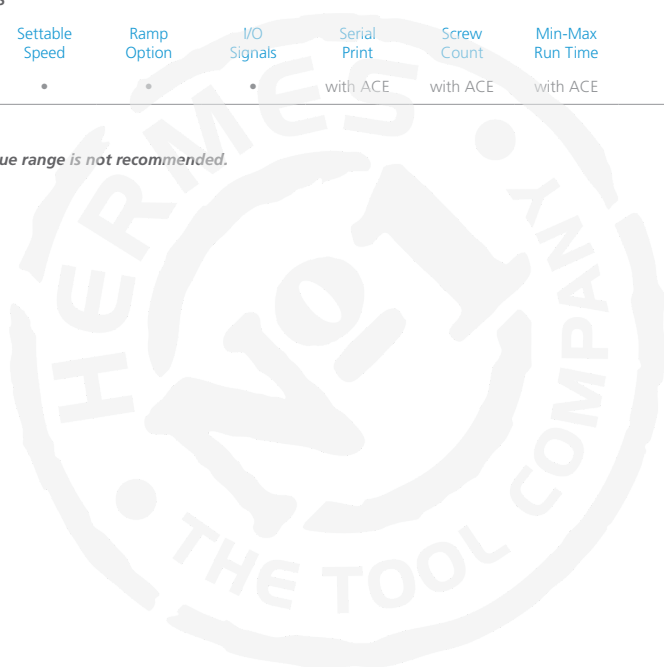 s
Settable Ramp I/O Serial Screw Min-Max
Speed Option Signals Print Count Run Time
• • • with ACE with ACE with ACE
ue range is not recommended.
HERMES
No1
THE TOOL COMPANY